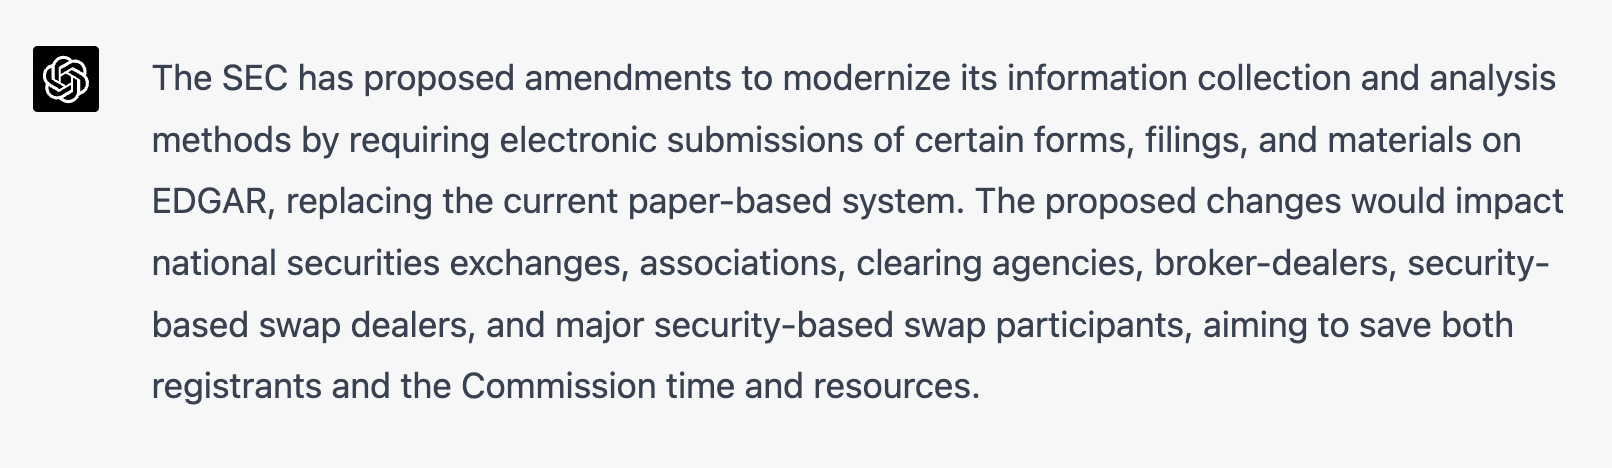 The SEC has proposed amendments to modernize its information collection and analysis
methods by requiring electronic submissions of certain forms, filings, and materials on
EDGAR, replacing the current paper-based system. The proposed changes would impact
national securities exchanges, associations, clearing agencies, broker-dealers, security-
based swap dealers, and major security-based swap participants, aiming to save both
registrants and the Commission time and resources.